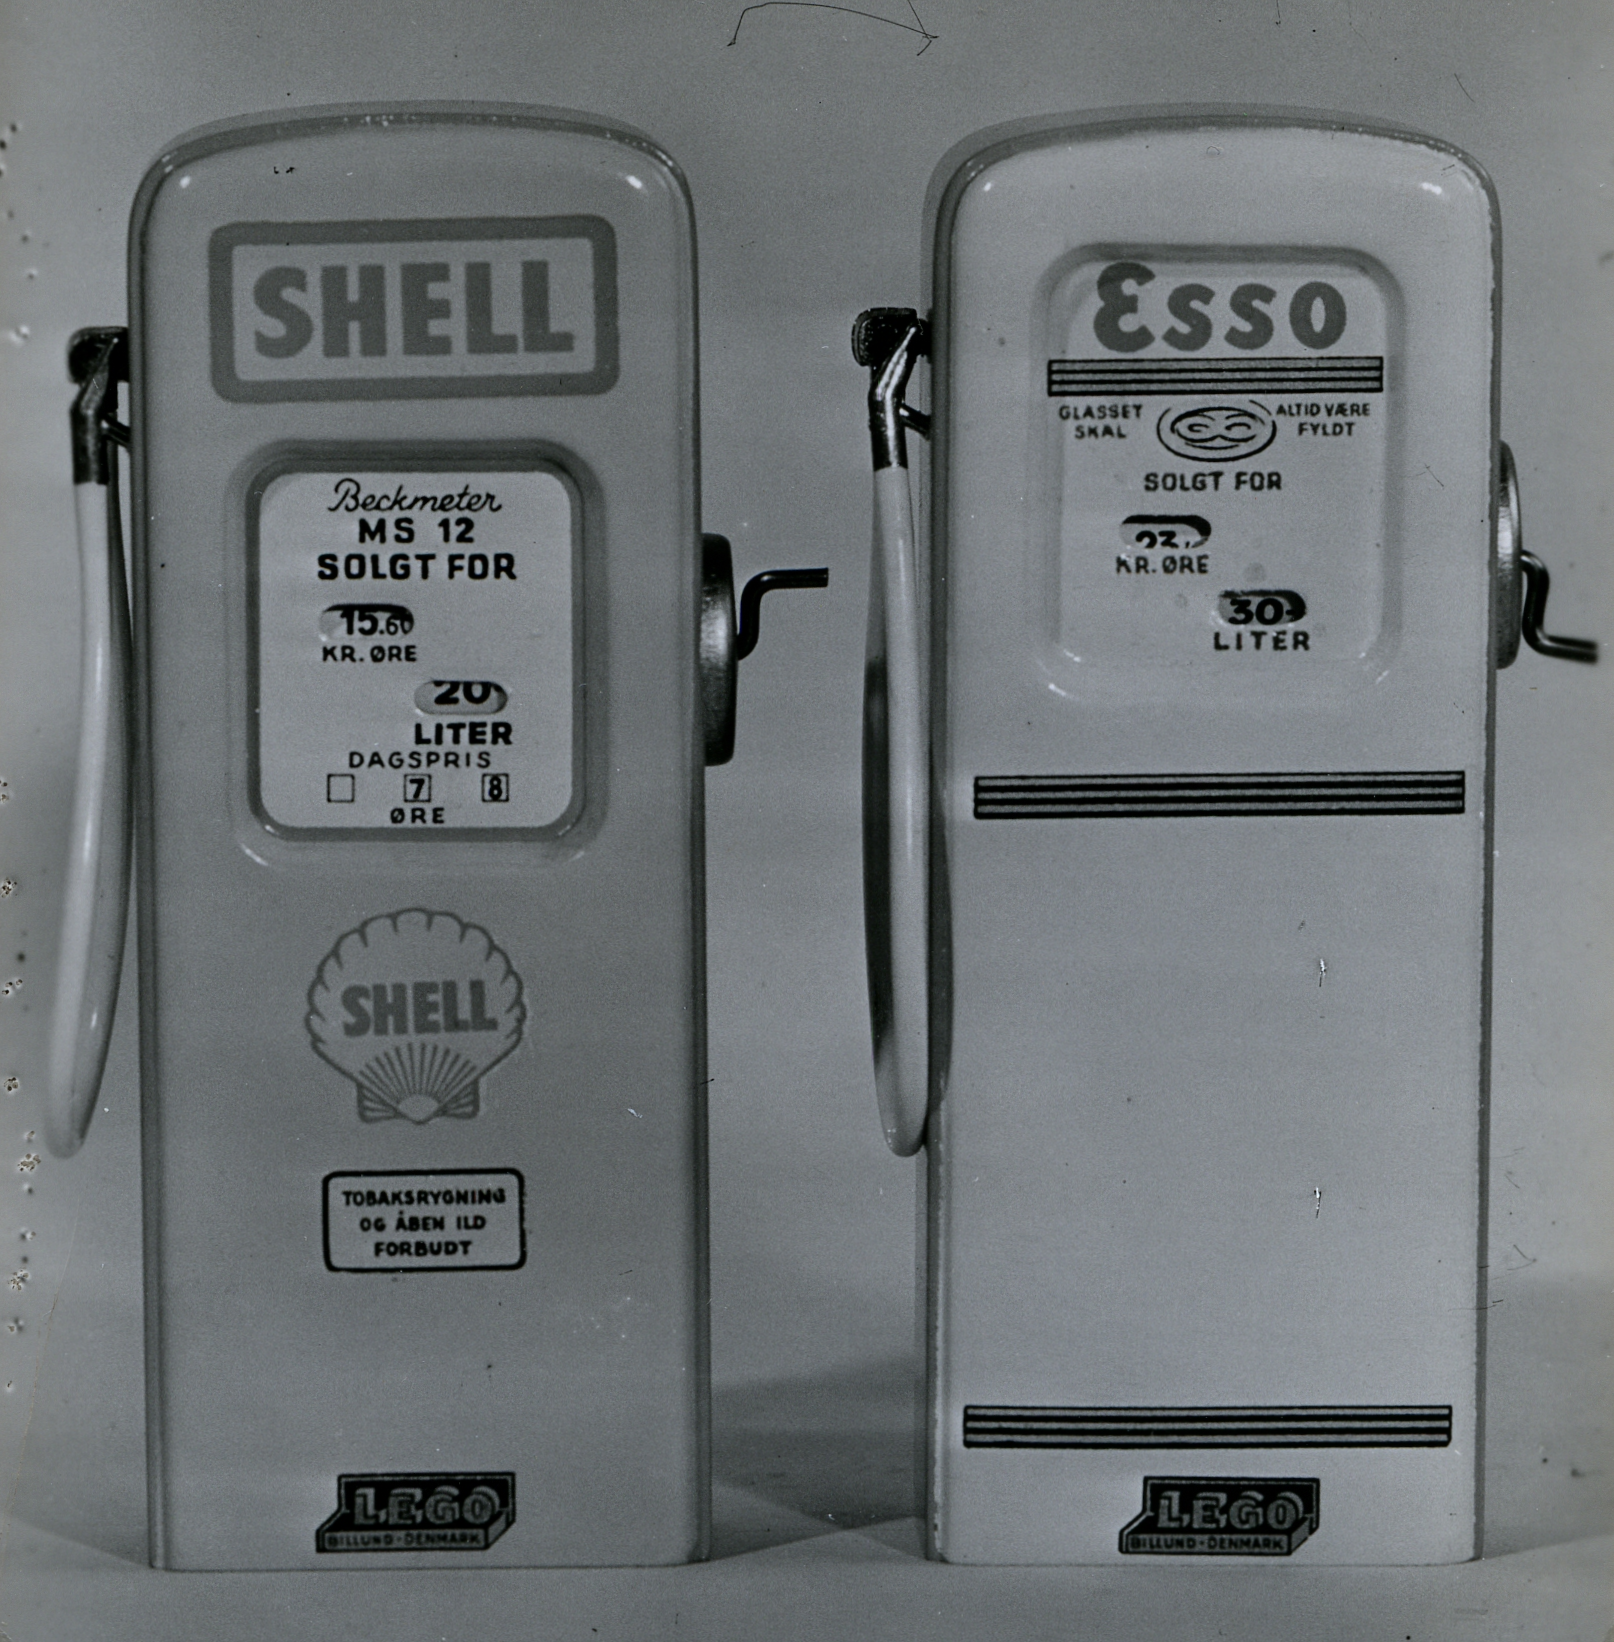 SHELL
Beckmeter
MS 12
SOLGT FOR
15.60
KR. ØRE
20
LITER
DAGSPRIS
7 8
ØRE
SHELL
TOBAKSRYGNING
OG ÅBEN ILD
FORBUDT
LEGO
BILLUND-DENMARK
Esso
GLASSET ALTID VÆRE
SKAL FYLDT
SOLGT FOR
KR. ØRE
30
LITER
LEGO
BILLUND-DENMARK